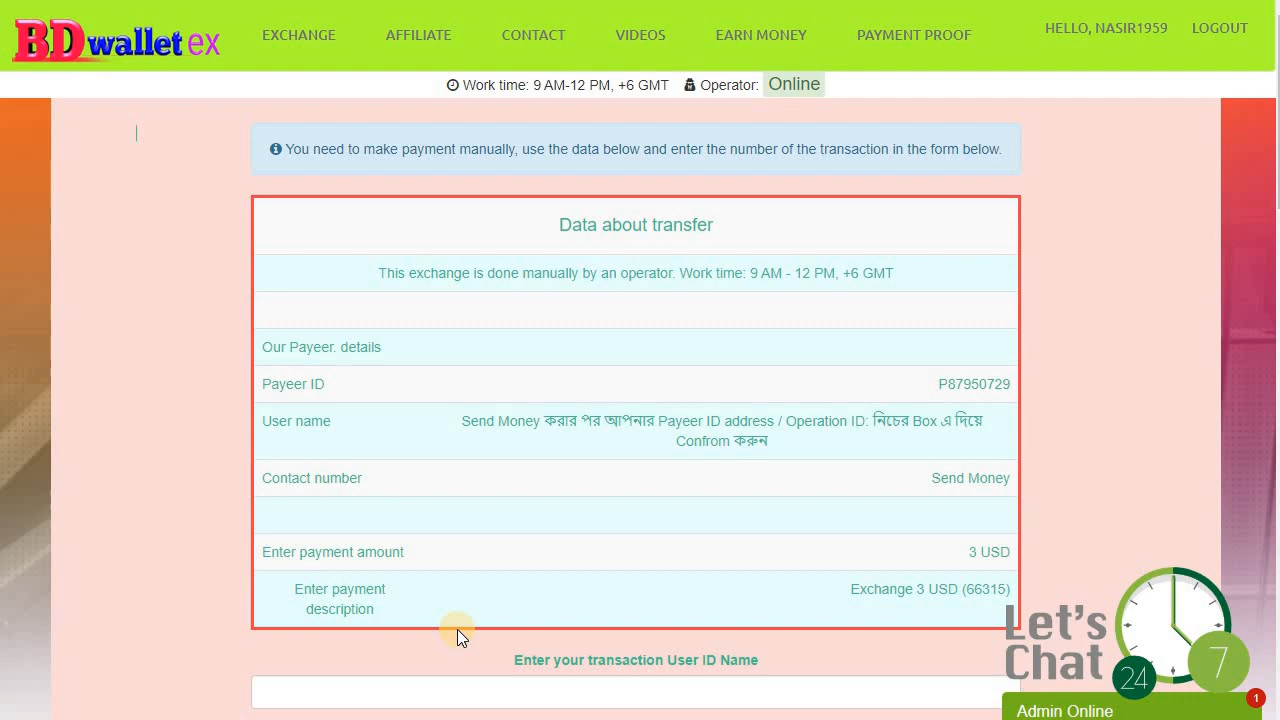 BD wallet ex
EXCHANGE AFFILIATE CONTACT VIDEOS EARN MONEY PAYMENT PROOF HELLO, NASIR1959 LOGOUT
Work time: 9 AM-12 PM, +6 GMT Operator: Online
You need to make payment manually, use the data below and enter the number of the transaction in the form below.
Data about transfer
This exchange is done manually by an operator. Work time: 9 AM - 12 PM, +6 GMT
Our Payeer. details
Payeer ID P87950729
User name Send Money করার পর আপনার Payeer ID address / Operation ID: নিচের Box এ দিয়ে
Confrom করুন
Contact number Send Money
Enter payment amount 3 USD
Enter payment Exchange 3 USD (66315)
description
Enter your transaction User ID Name
Let's
Chat
24
7
1
Admin Online